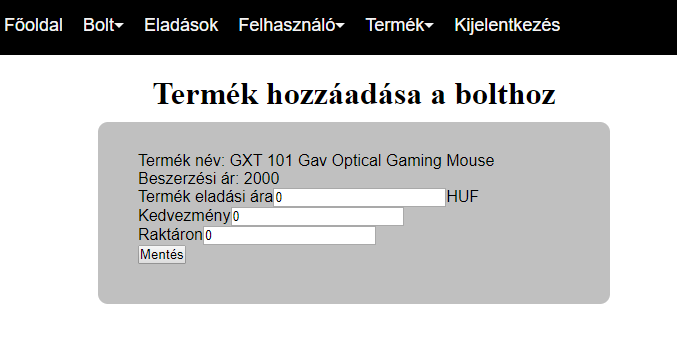 Főoldal Bolt Eladások Felhasználó Termék Kijelentkezés
Termék hozzáadása a bolthoz
Termék név: GXT 101 Gav Optical Gaming Mouse
Beszerzési ár: 2000
Termék eladási ára 0 HUF
Kedvezmény 0
Raktáron 0
Mentés